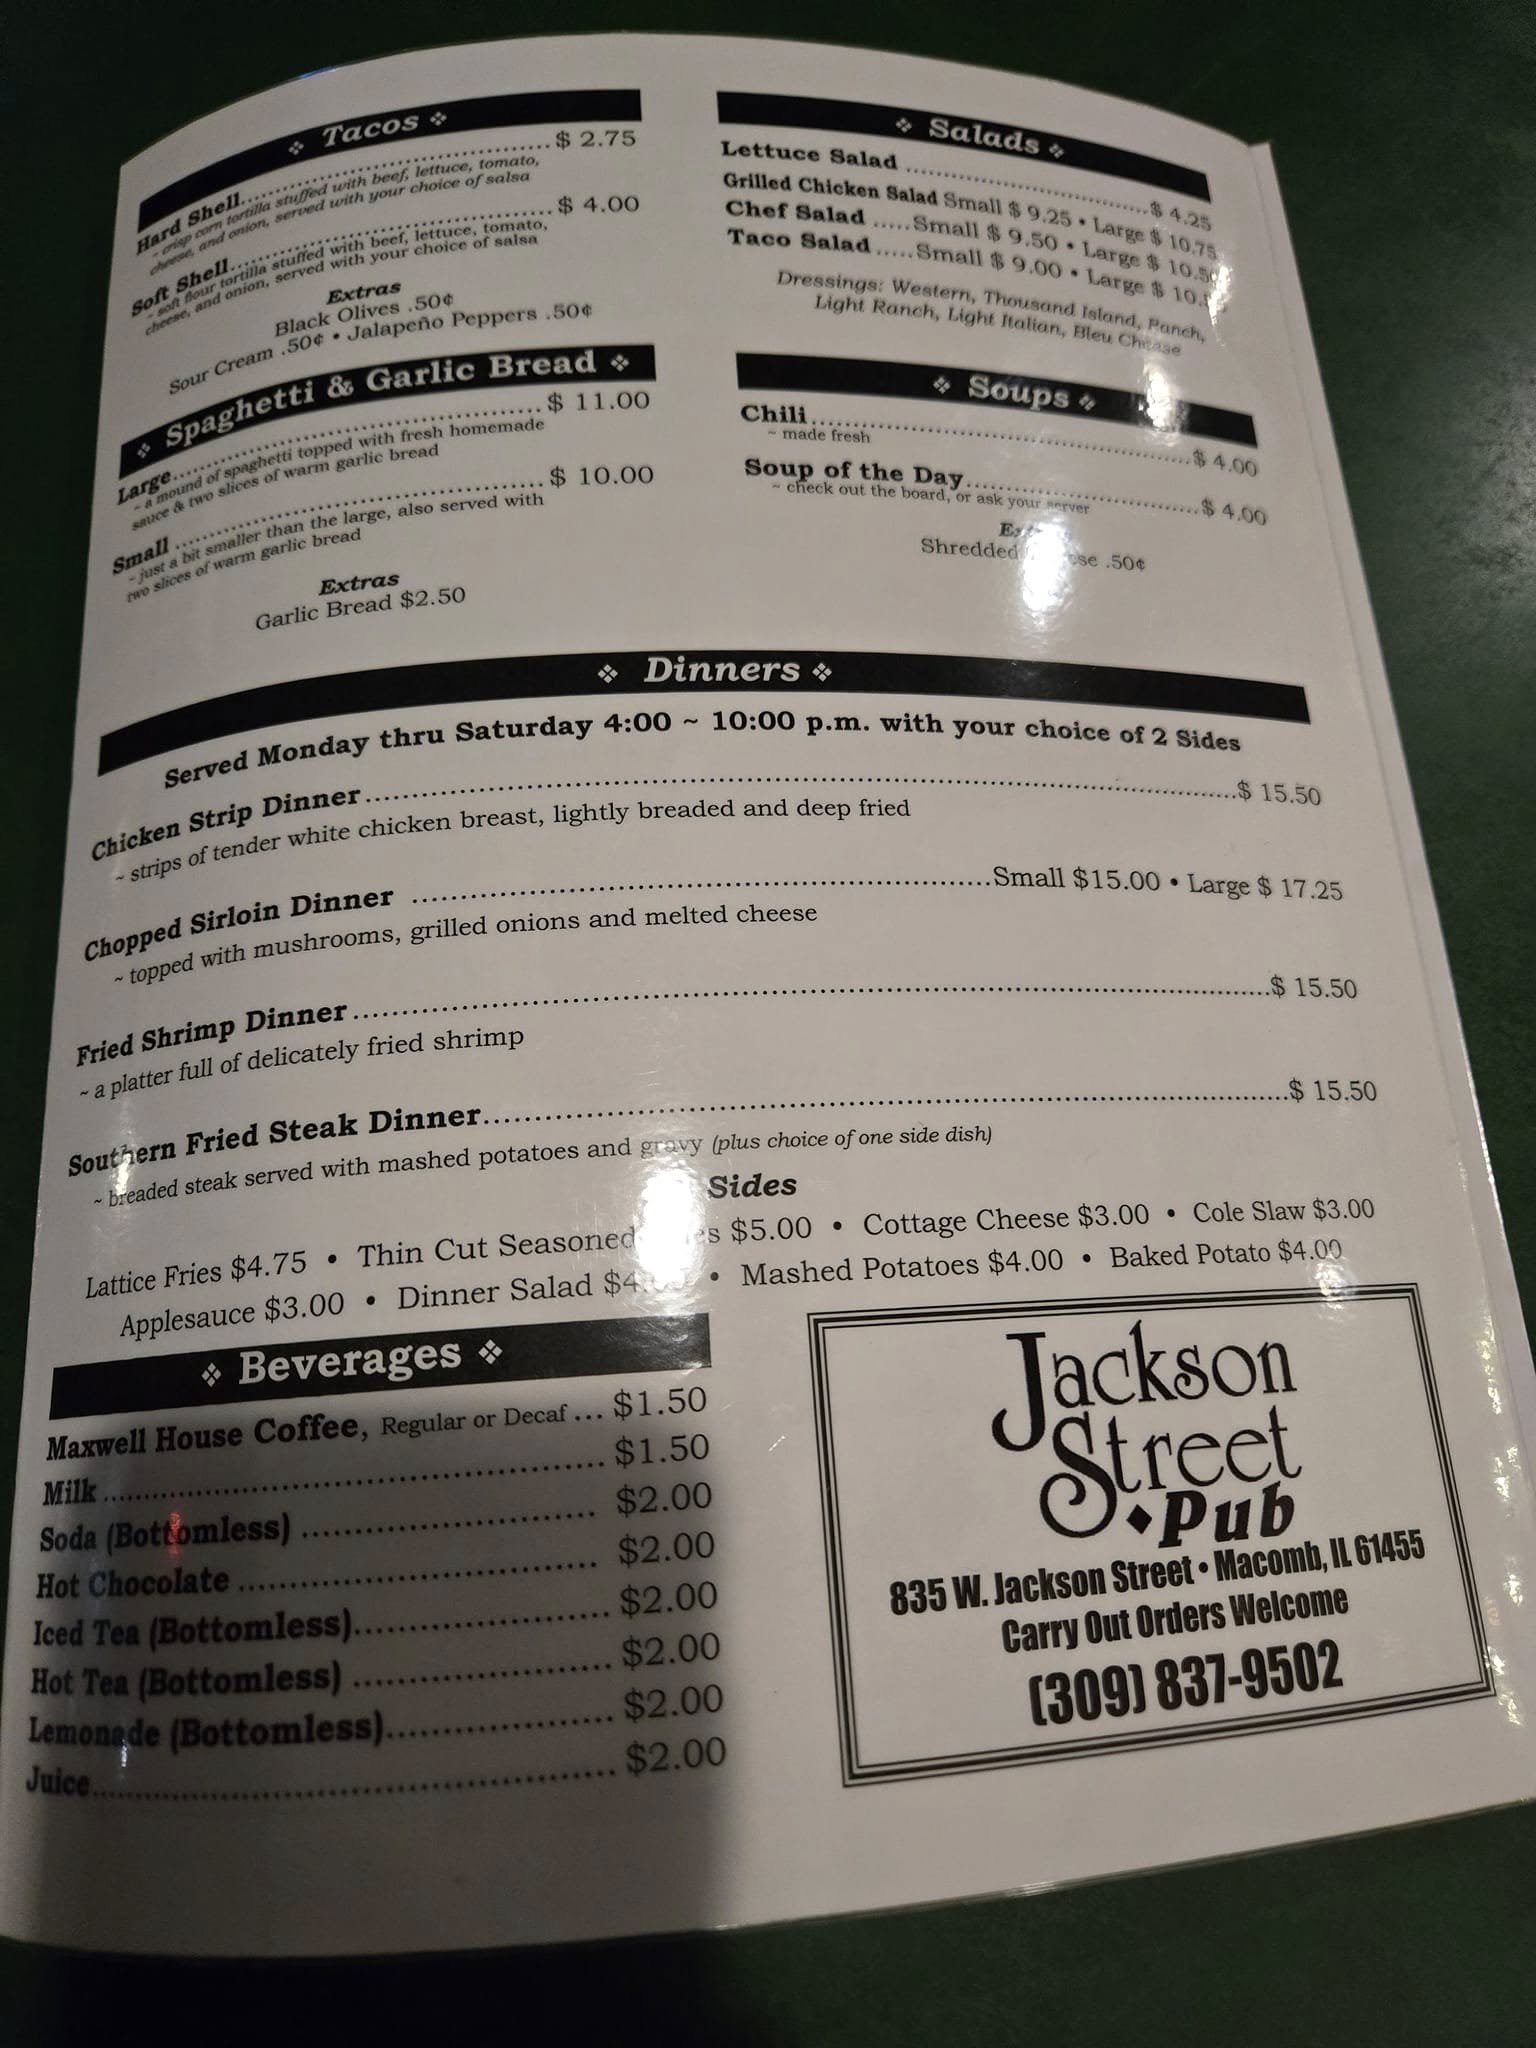 ❖ Tacos ❖
Hard Shell.............................$ 2.75
~ crisp corn tortilla stuffed with beef, lettuce, tomato,
cheese, and onion, served with your choice of salsa
Soft Shell.............................$ 4.00
~ soft flour tortilla stuffed with beef, lettuce, tomato,
cheese, and onion, served with your choice of salsa
Extras
Black Olives .50¢
Sour Cream .50¢ • Jalapeño Peppers .50¢
❖ Spaghetti & Garlic Bread ❖
Large.............................$ 11.00
~ a mound of spaghetti topped with fresh homemade
sauce & two slices of warm garlic bread
Small .............................$ 10.00
~ just a bit smaller than the large, also served with
two slices of warm garlic bread
Extras
Garlic Bread $2.50
❖ Salads ❖
Lettuce Salad .............................$ 4.25
Grilled Chicken Salad Small $ 9.25 • Large $ 10.75
Chef Salad .....Small $ 9.50 • Large $
Taco Salad .....Small $ 9.00 • Large $
Dressings: Western, Thousand Island, Ranch,
Light Ranch, Light Italian, Bleu Cheese
❖ Soups ❖
Chili.............................$ 4.00
~ made fresh
Soup of the Day.............................$ 4.00
~ check out the board, or ask your server
Shredded .50¢
❖ Dinners ❖
Served Monday thru Saturday 4:00 ~ 10:00 p.m. with your choice of 2 Sides
Chicken Strip Dinner.............................$ 15.50
~ strips of tender white chicken breast, lightly breaded and deep fried
Chopped Sirloin Dinner .............................Small $15.00 • Large $ 17.25
~ topped with mushrooms, grilled onions and melted cheese
Fried Shrimp Dinner.............................$ 15.50
~ a platter full of delicately fried shrimp
Southern Fried Steak Dinner.............................$ 15.50
~ breaded steak served with mashed potatoes and gravy (plus choice of one side dish)
Sides
Lattice Fries $4.75 • Thin Cut Seasoned $5.00 • Cottage Cheese $3.00 • Cole Slaw $3.00
Applesauce $3.00 • Dinner Salad • Mashed Potatoes $4.00 • Baked Potato $4.00
❖ Beverages ❖
Maxwell House Coffee, Regular or Decaf ... $1.50
Milk ............................. $1.50
Soda (Bottomless) ............................. $2.00
Hot Chocolate ............................. $2.00
Iced Tea (Bottomless)............................. $2.00
Hot Tea (Bottomless) ............................. $2.00
Lemonade (Bottomless)............................. $2.00
Juice............................. $2.00
Jackson
Street
♦Pub
835 W. Jackson Street • Macomb, IL 61455
Carry Out Orders Welcome
(309) 837-9502